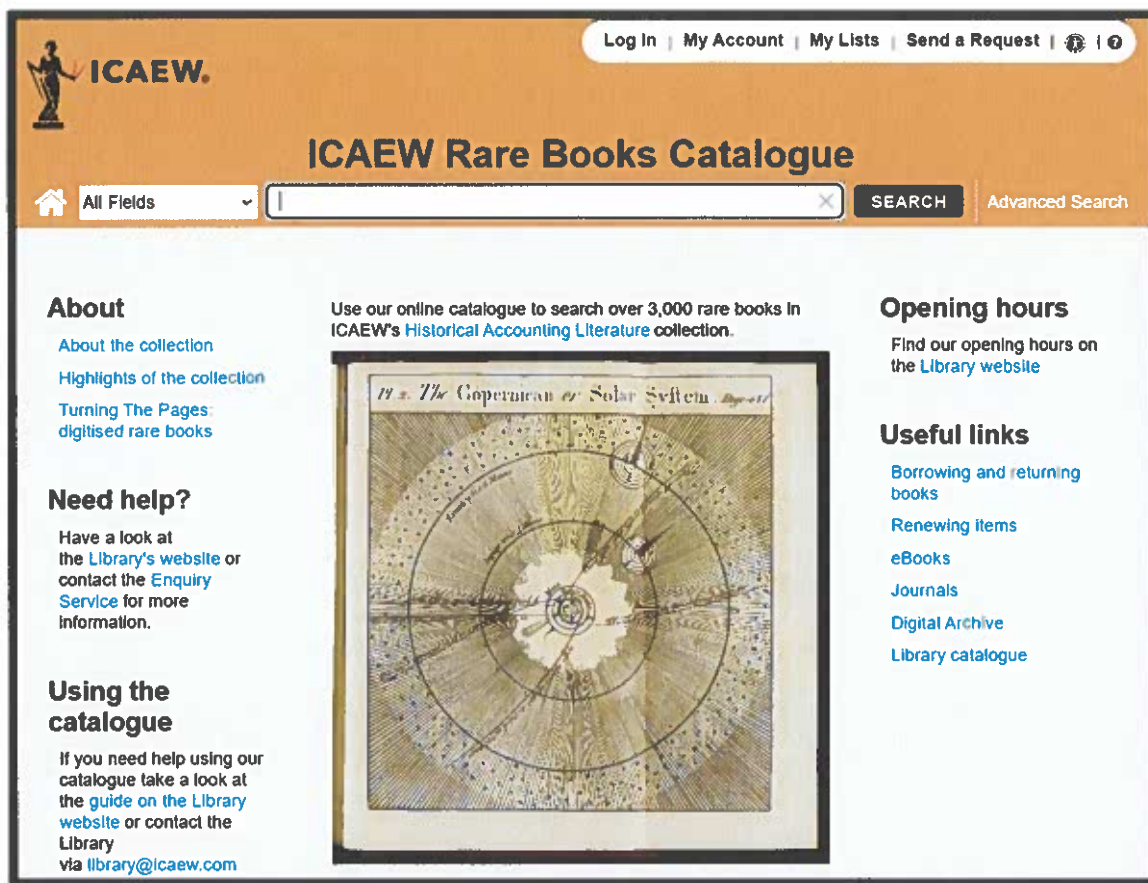 Log In | My Account | My Lists | Send a Request | |
ICAEW.
ICAEW Rare Books Catalogue
All Fields
SEARCH
Advanced Search
About
About the collection
Highlights of the collection
Turning The Pages:
digitised rare books
Need help?
Have a look at
the Library's website or
contact the Enquiry
Service for more
information.
Using the
catalogue
If you need help using our
catalogue take a look at
the guide on the Library
website or contact the
Library
via library@icaew.com
Use our online catalogue to search over 3,000 rare books in
ICAEW's Historical Accounting Literature collection.
Pl. 2. The Copernican or Solar System.
Opening hours
Find our opening hours on
the Library website
Useful links
Borrowing and returning
books
Renewing items
eBooks
Journals
Digital Archive
Library catalogue